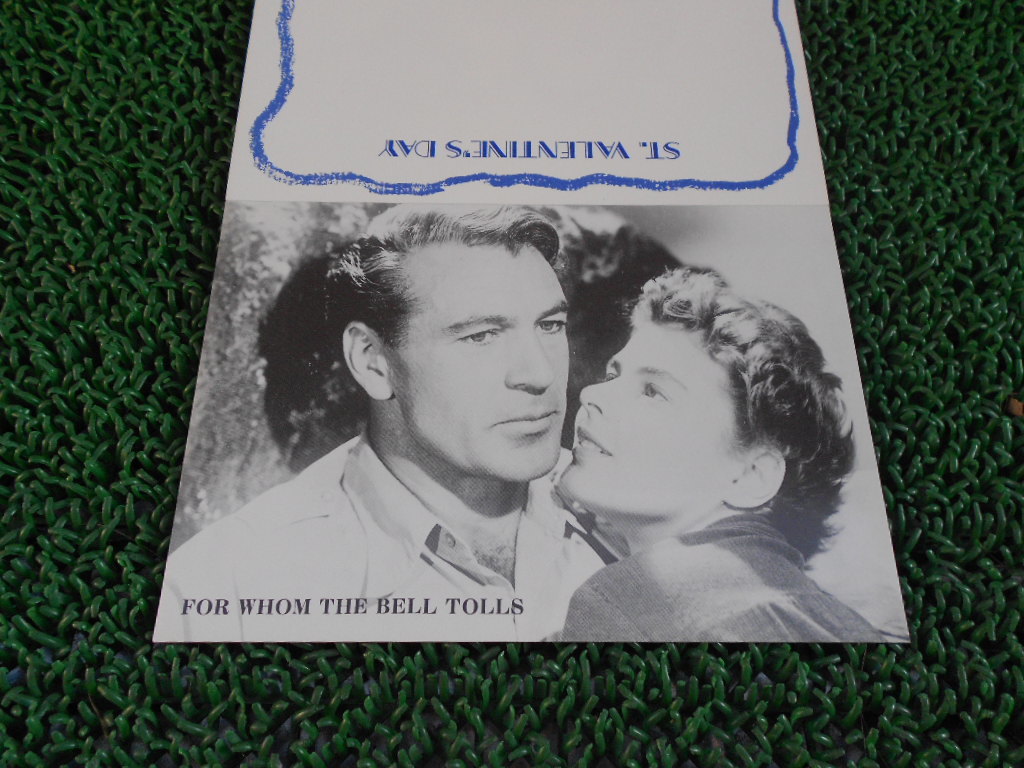 ST. VALENTINE'S DAY
FOR WHOM THE BELL TOLLS